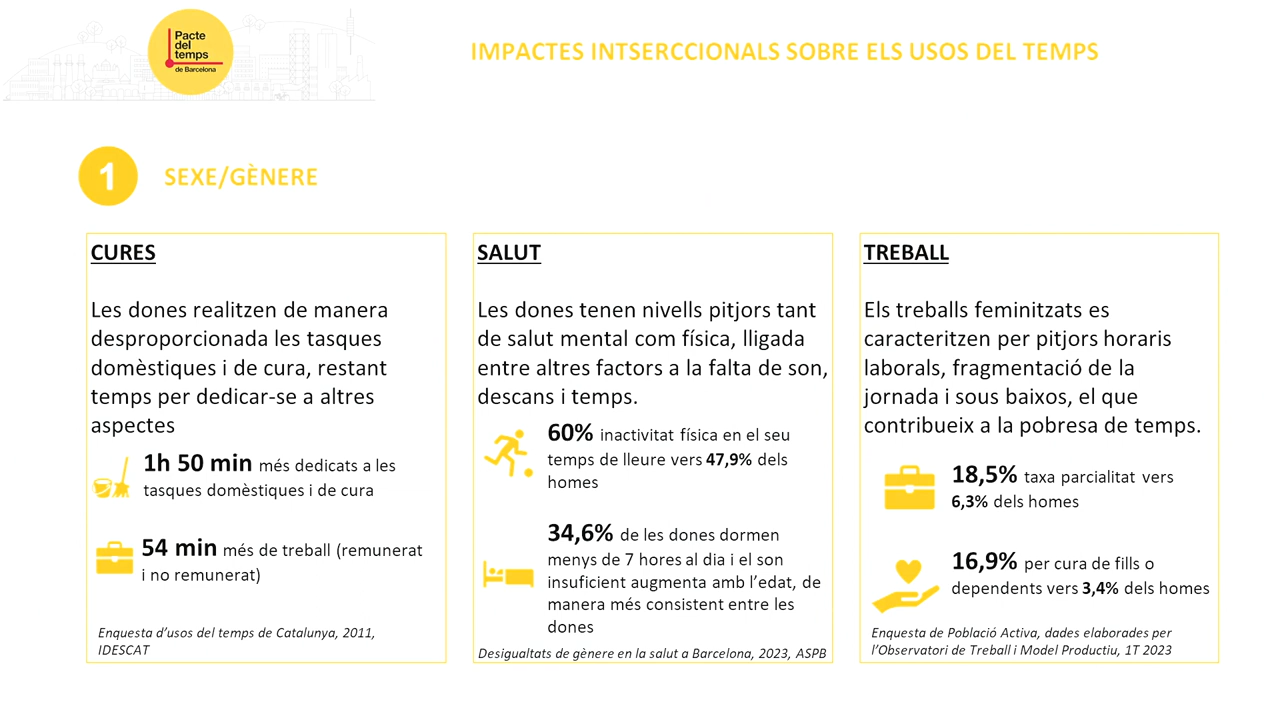 Pacte
del
temps
de Barcelona
IMPACTES INTSERCCIONALS SOBRE ELS USOS DEL TEMPS
1
SEXE/GÈNERE
CURES
Les dones realitzen de manera
desproporcionada les tasques
domèstiques i de cura, restant
temps per dedicar-se a altres
aspectes
1h 50 min més dedicats a les
tasques domèstiques i de cura
54 min més de treball (remunerat
i no remunerat)
Enquesta d'usos del temps de Catalunya, 2011,
IDESCAT
SALUT
Les dones tenen nivells pitjors tant
de salut mental com física, lligada
entre altres factors a la falta de son,
descans i temps.
60% inactivitat física en el seu
temps de lleure vers 47,9% dels
homes
34,6% de les dones dormen
menys de 7 hores al dia i el son
insuficient augmenta amb l'edat, de
manera més consistent entre les
dones
Desigualtats de gènere en la salut a Barcelona, 2023, ASPB
TREBALL
Els treballs feminitzats es
caracteritzen per pitjors horaris
laborals, fragmentació de la
jornada i sous baixos, el que
contribueix a la pobresa de temps.
18,5% taxa parcialitat vers
6,3% dels homes
16,9% per cura de fills o
dependents vers 3,4% dels homes
Enquesta de Població Activa, dades elaborades per
l'Observatori de Treball i Model Productiu, 1T 2023